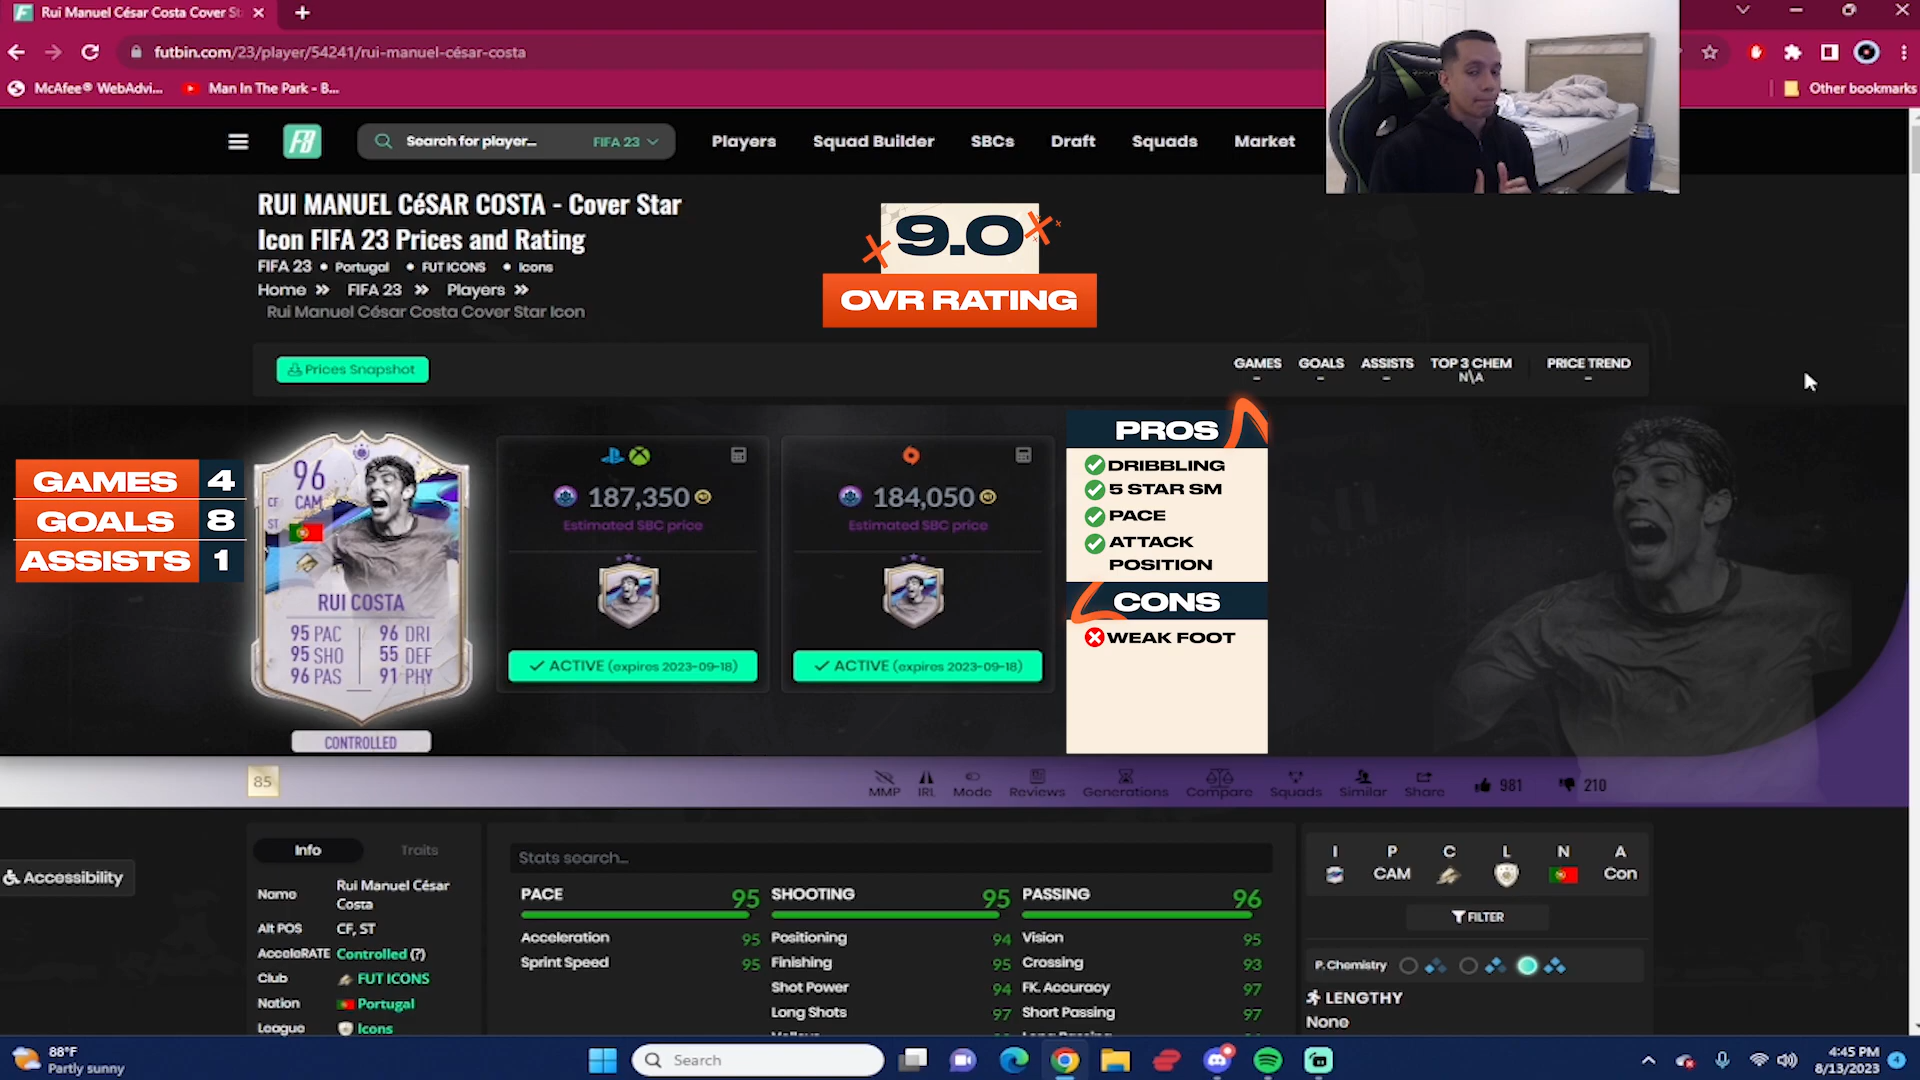 Rui Manuel César Costa Cover St
futbin.com/23/player/54241/rui-manuel-césar-costa
McAfee® WebAdvi...
Man In The Park - B...
Other bookmarks
Search for player...
FIFA 23
Players
Squad Builder
SBCs
Draft
Squads
Market
RUI MANUEL CéSAR COSTA - Cover Star
Icon FIFA 23 Prices and Rating
FIFA 23 • Portugal • FUT ICONS • Icons
Home » FIFA 23 » Players »
Rui Manuel César Costa Cover Star Icon
9.0
OVR RATING
Prices Snapshot
GAMES
-
GOALS
-
ASSISTS
-
TOP 3 CHEM
N\A
PRICE TREND
-
GAMES 4
GOALS 8
ASSISTS 1
96
CAM
CF
ST
RUI COSTA
95 PAC 96 DRI
95 SHO 55 DEF
96 PAS 91 PHY
CONTROLLED
187,350
Estimated SBC price
ACTIVE (expires 2023-09-18)
184,050
Estimated SBC price
ACTIVE (expires 2023-09-18)
PROS
DRIBBLING
5 STAR SM
PACE
ATTACK
POSITION
CONS
WEAK FOOT
85
MMP
IRL
Mode
Reviews
Generations
Compare
Squads
Similar
Share
981
210
Accessibility
Info
Traits
Name Rui Manuel César
Costa
Alt POS CF, ST
AcceleRATE Controlled (?)
Club FUT ICONS
Nation Portugal
League Icons
Stats search...
PACE 95
Acceleration 95
Sprint Speed 95
SHOOTING 95
Positioning 94
Finishing 95
Shot Power 94
Long Shots 97
PASSING 96
Vision 95
Crossing 93
FK. Accuracy 97
Short Passing 97
I P C L N A
CAM Con
FILTER
P. Chemistry
LENGTHY
None
88°F
Partly sunny
Search
4:45 PM
8/13/2023
4